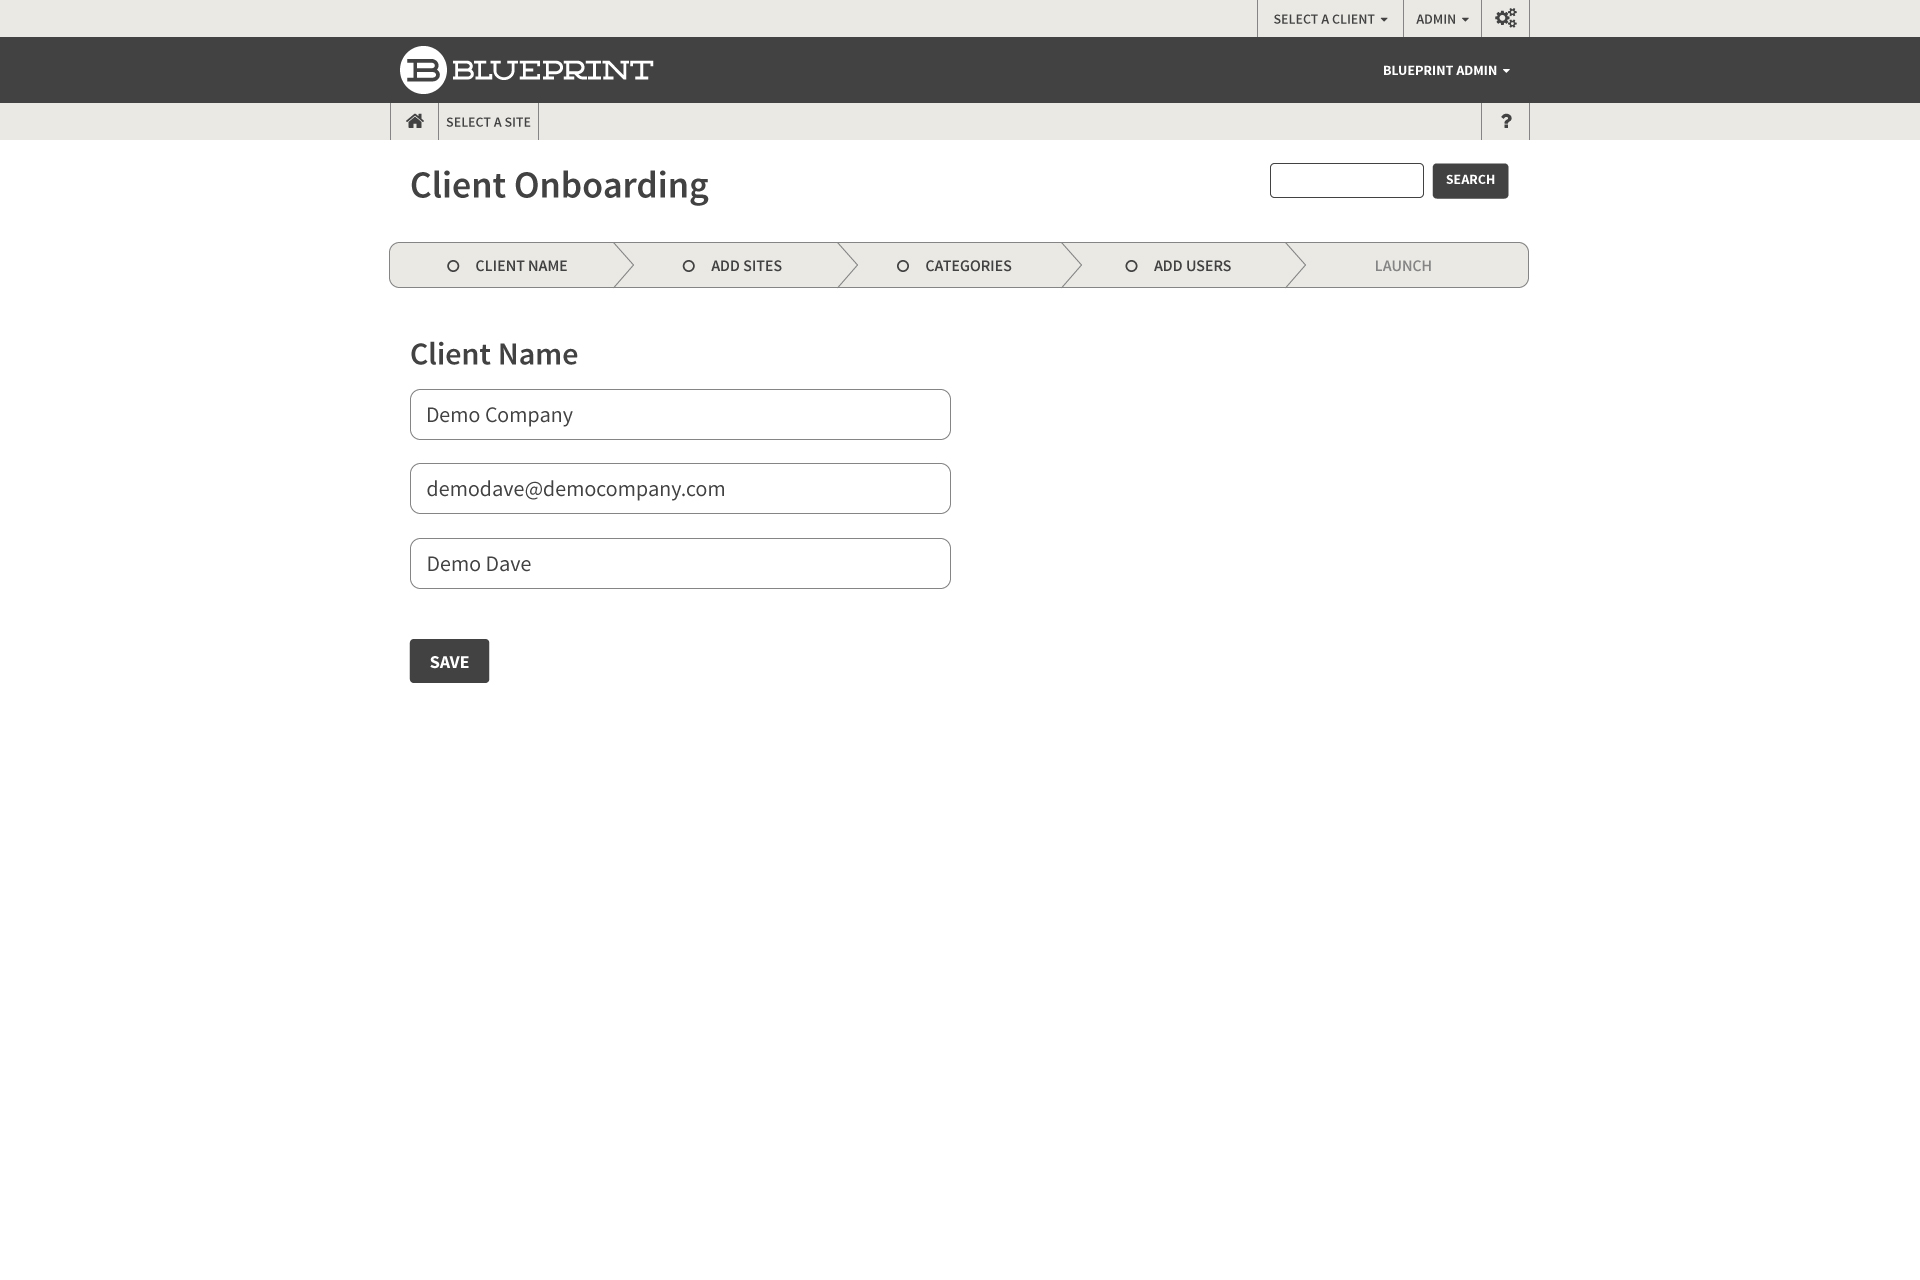 SELECT A CLIENT ADMIN
BLUEPRINT
BLUEPRINT ADMIN
SELECT A SITE
?
Client Onboarding
SEARCH
CLIENT NAME ADD SITES CATEGORIES ADD USERS LAUNCH
Client Name
Demo Company
demodave@democompany.com
Demo Dave
SAVE